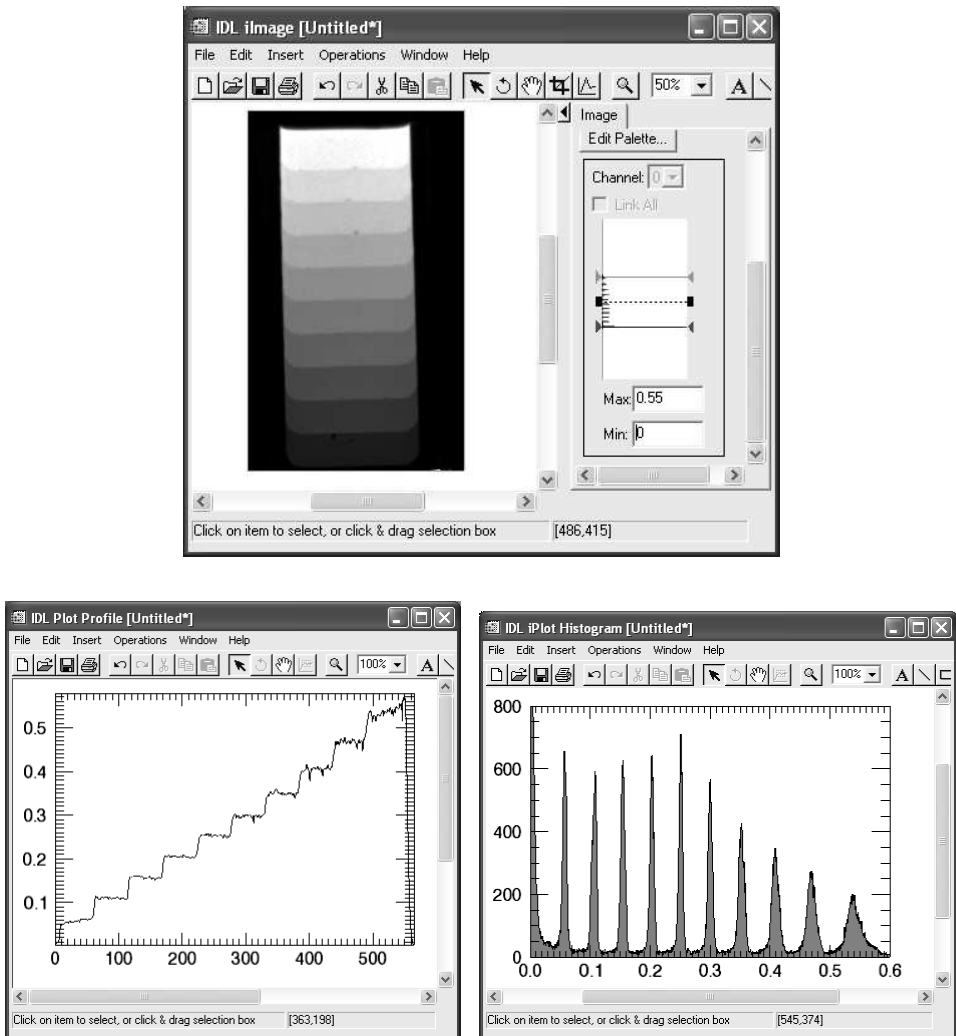 IDL iImage [Untitled*]
File Edit Insert Operations Window Help
50% A
Image
Edit Palette...
Channel: 0
Link All
Max: 0.55
Min: 0
Click on item to select, or click & drag selection box [486,415]
IDL Plot Profile [Untitled*]
File Edit Insert Operations Window Help
100% A
0.5
0.4
0.3
0.2
0.1
0 100 200 300 400 500
Click on item to select, or click & drag selection box [363,198]
IDL iPlot Histogram [Untitled*]
File Edit Insert Operations Window Help
100% A
800
600
400
200
0
0.0 0.1 0.2 0.3 0.4 0.5 0.6
Click on item to select, or click & drag selection box [545,374]